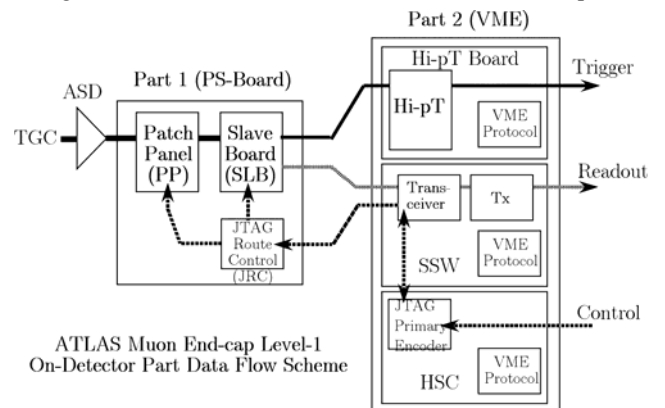 Part 2 (VME)
Hi-pT Board
Part 1 (PS-Board)
Trigger
ASD
Hi-pT
TGC
Patch
Panel
(PP)
Slave
Board
(SLB)
VME
Protocol
Readout
Trans-
ceiver
Tx
JTAG
Route
Control
(JRC)
VME
Protocol
SSW
Control
JTAG
Primary
Encoder
ATLAS Muon End-cap Level-1
On-Detector Part Data Flow Scheme
VME
Protocol
HSC